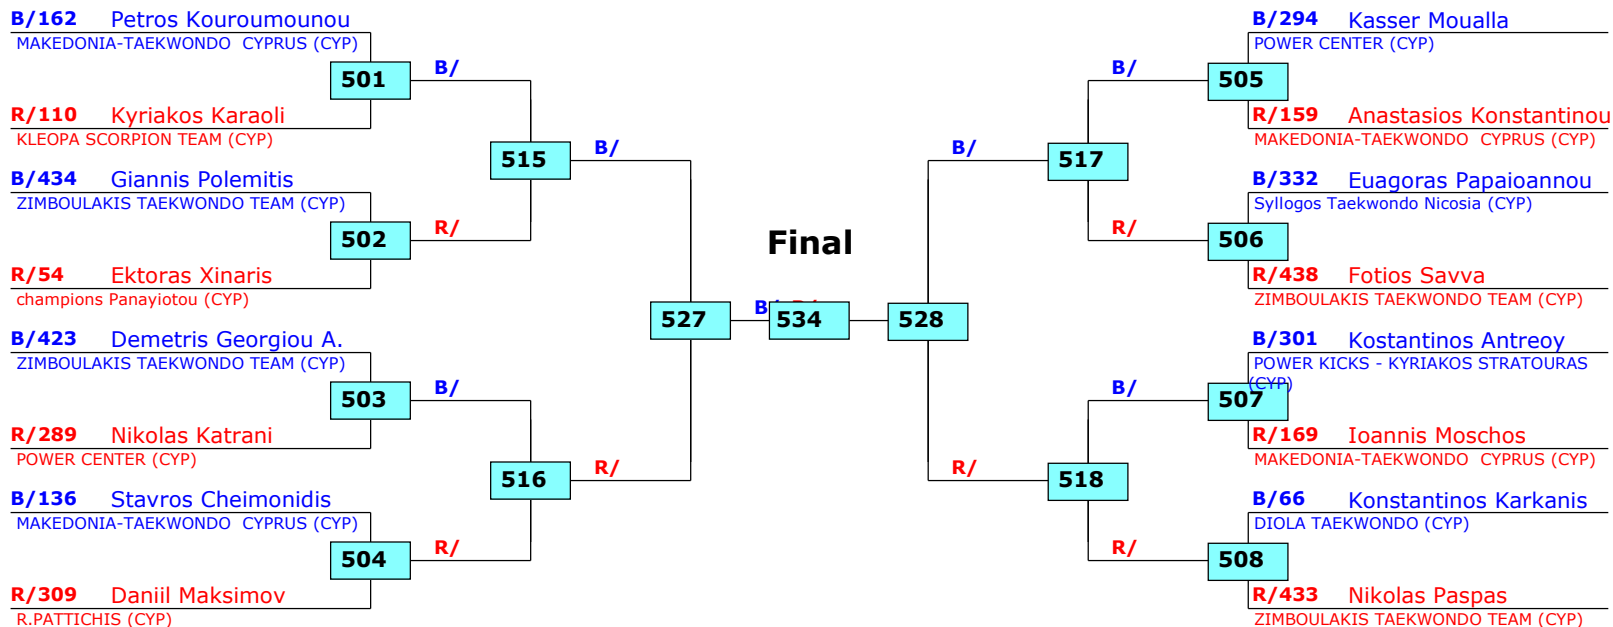 B/162 Petros Kouroumounou
MAKEDONIA-TAEKWONDO CYPRUS (CYP)
501
B/
R/110 Kyriakos Karaoli
KLEOPA SCORPION TEAM (CYP)
515
B/
B/434 Giannis Polemitis
ZIMBOULAKIS TAEKWONDO TEAM (CYP)
502
R/
R/54 Ektoras Xinaris
champions Panayiotou (CYP)
527
B/423 Demetris Georgiou A.
ZIMBOULAKIS TAEKWONDO TEAM (CYP)
503
B/
R/289 Nikolas Katrani
POWER CENTER (CYP)
516
R/
B/136 Stavros Cheimonidis
MAKEDONIA-TAEKWONDO CYPRUS (CYP)
504
R/
R/309 Daniil Maksimov
R.PATTICHIS (CYP)
Final
B/
534
528
B/294 Kasser Moualla
POWER CENTER (CYP)
B/
505
R/159 Anastasios Konstantinou
MAKEDONIA-TAEKWONDO CYPRUS (CYP)
B/
517
B/332 Euagoras Papaioannou
Syllogos Taekwondo Nicosia (CYP)
R/
506
R/438 Fotios Savva
ZIMBOULAKIS TAEKWONDO TEAM (CYP)
B/301 Kostantinos Antreoy
POWER KICKS - KYRIAKOS STRATOURAS
(CYP)
B/
507
R/169 Ioannis Moschos
MAKEDONIA-TAEKWONDO CYPRUS (CYP)
R/
518
B/66 Konstantinos Karkanis
DIOLA TAEKWONDO (CYP)
R/
508
R/433 Nikolas Paspas
ZIMBOULAKIS TAEKWONDO TEAM (CYP)